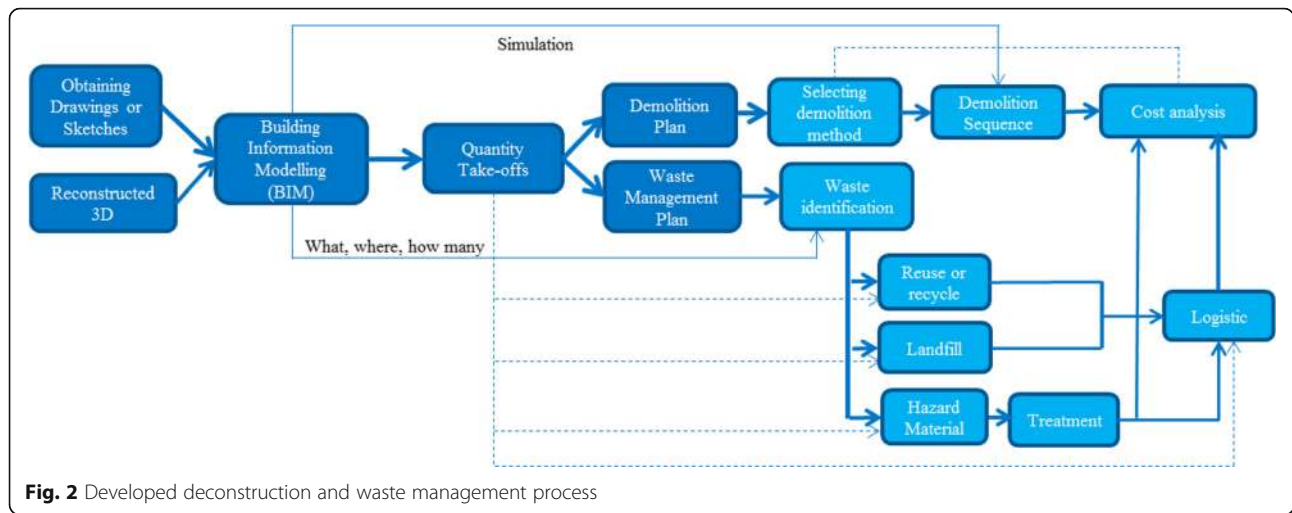 Simulation
Obtaining
Drawings or
Sketches
Reconstructed
3D
Building
Information
Modelling
(BIM)
Quantity
Take-offs
Demolition
Plan
Waste
Management
Plan
Selecting
demolition
method
Demolition
Sequence
Cost analysis
Waste
identification
What, where, how many
Reuse or
recycle
Landfill
Hazard
Material
Treatment
Logistic
Fig. 2 Developed deconstruction and waste management process